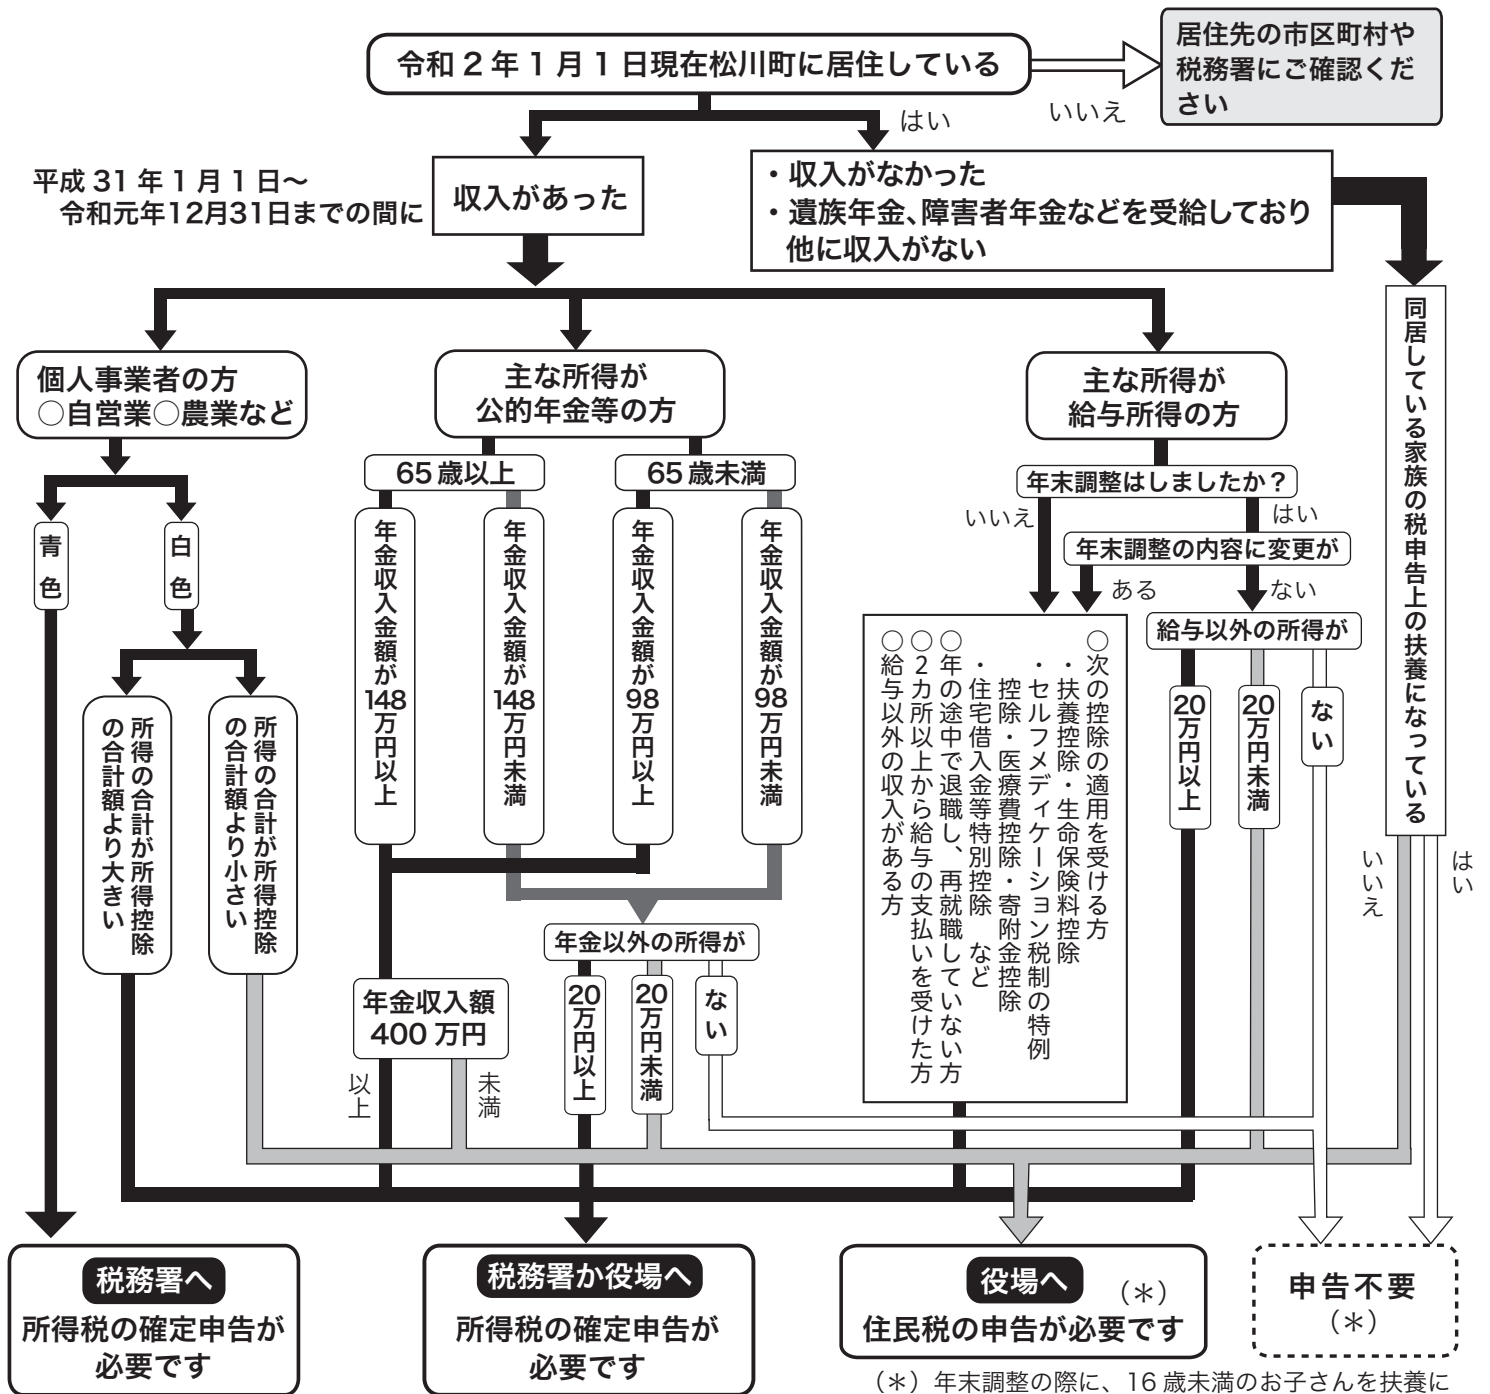 令和２年１月１日現在松川町に居住している
居住先の市区町村や
税務署にご確認くだ
さい
はい
いいえ
平成 31 年 1 月 1 日～
令和元年12月31日までの間に
収入があった
・収入がなかった
・遺族年金、障害者年金などを受給しており
他に収入がない
個人事業者の方
○自営業○農業など
主な所得が
公的年金等の方
主な所得が
給与所得の方
同居している家族の税申告上の扶養になっている
65 歳以上
65 歳未満
年末調整はしましたか？
いいえ
はい
年末調整の内容に変更が
ある
ない
青色
白色
年金収入金額が148万円以上
年金収入金額が148万円未満
年金収入金額が98万円以上
年金収入金額が98万円未満
給与以外の所得が
20万円以上
20万円未満
ない
○次の控除の適用を受ける方
・扶養控除・生命保険料控除
・セルフメディケーション税制の特例
控除・医療費控除・寄附金控除
・住宅借入金等特別控除　など
○年の途中で退職し、再就職していない方
○2カ所以上から給与の支払いを受けた方
○給与以外の収入がある方
所得の合計が所得控除
の合計額より大きい
所得の合計が所得控除
の合計額より小さい
いいえ
はい
年金以外の所得が
20万円以上
20万円未満
ない
年金収入額
400 万円
以上
未満
税務署へ
所得税の確定申告が
必要です
税務署か役場へ
所得税の確定申告が
必要です
役場へ （＊）
住民税の申告が必要です
申告不要
（＊）
（＊）年末調整の際に、16 歳未満のお子さんを扶養に